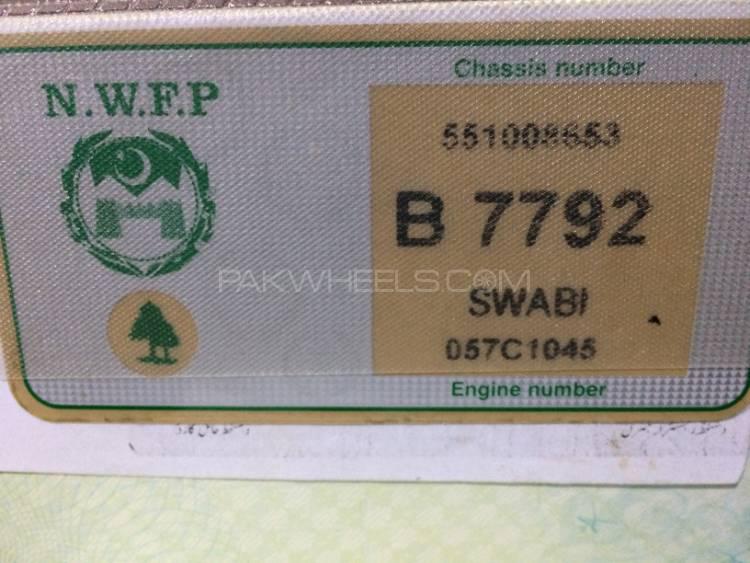 Chassis number
N.W.F.P
551008653
B 7792
PAKWHEELS.COM
SWABI
057C1045
Engine number